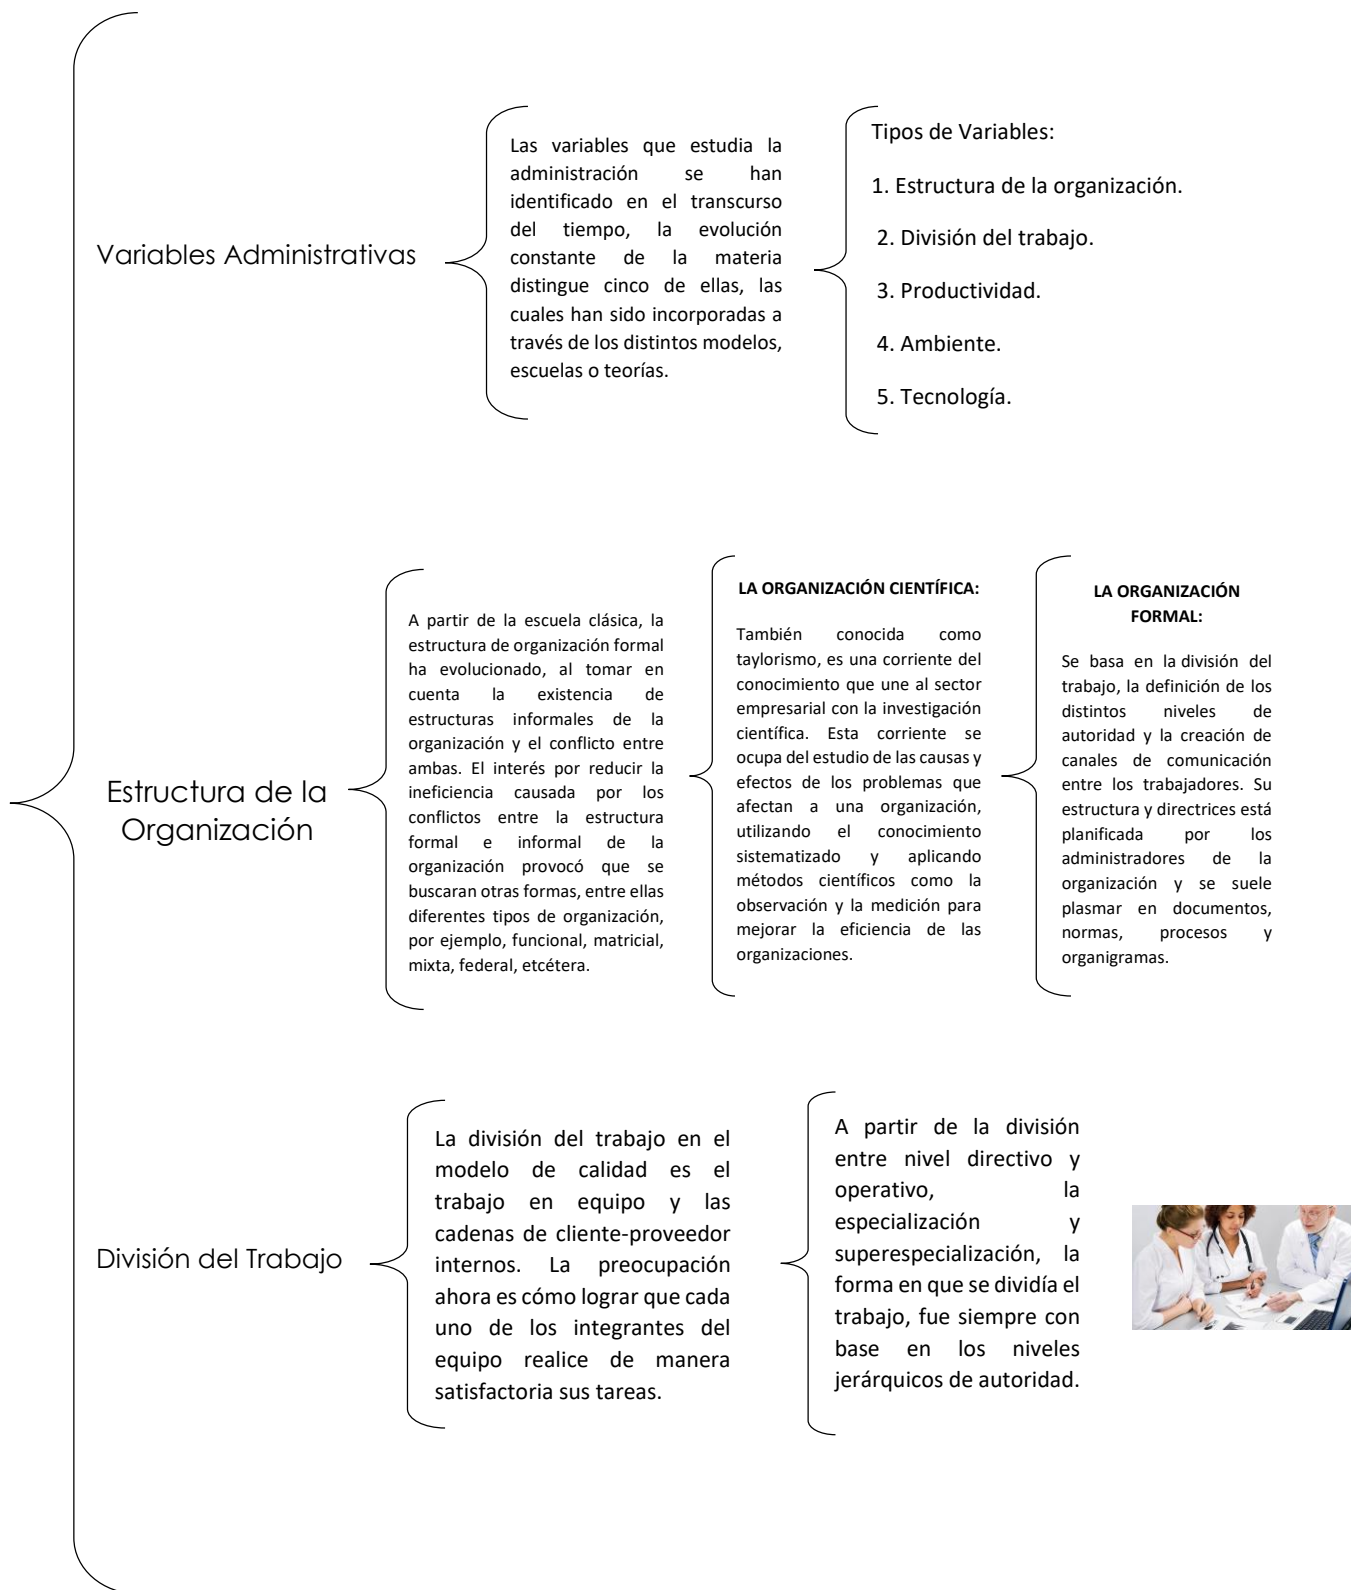 Variables Administrativas
Las variables que estudia la
administración se han
identificado en el transcurso
del tiempo, la evolución
constante de la materia
distingue cinco de ellas, las
cuales han sido incorporadas a
través de los distintos modelos,
escuelas o teorías.
Tipos de Variables:
1. Estructura de la organización.
2. División del trabajo.
3. Productividad.
4. Ambiente.
5. Tecnología.
Estructura de la
Organización
A partir de la escuela clásica, la
estructura de organización formal
ha evolucionado, al tomar en
cuenta la existencia de
estructuras informales de la
organización y el conflicto entre
ambas. El interés por reducir la
ineficiencia causada por los
conflictos entre la estructura
formal e informal de la
organización provocó que se
buscaran otras formas, entre ellas
diferentes tipos de organización,
por ejemplo, funcional, matricial,
mixta, federal, etcétera.
LA ORGANIZACIÓN CIENTÍFICA:
También conocida como
taylorismo, es una corriente del
conocimiento que une al sector
empresarial con la investigación
científica. Esta corriente se
ocupa del estudio de las causas y
efectos de los problemas que
afectan a una organización,
utilizando el conocimiento
sistematizado y aplicando
métodos científicos como la
observación y la medición para
mejorar la eficiencia de las
organizaciones.
LA ORGANIZACIÓN
FORMAL:
Se basa en la división del
trabajo, la definición de los
distintos niveles de
autoridad y la creación de
canales de comunicación
entre los trabajadores. Su
estructura y directrices está
planificada por los
administradores de la
organización y se suele
plasmar en documentos,
normas, procesos y
organigramas.
División del Trabajo
La división del trabajo en el
modelo de calidad es el
trabajo en equipo y las
cadenas de cliente-proveedor
internos. La preocupación
ahora es cómo lograr que cada
uno de los integrantes del
equipo realice de manera
satisfactoria sus tareas.
A partir de la división
entre nivel directivo y
operativo, la
especialización y
superespecialización, la
forma en que se dividía el
trabajo, fue siempre con
base en los niveles
jerárquicos de autoridad.